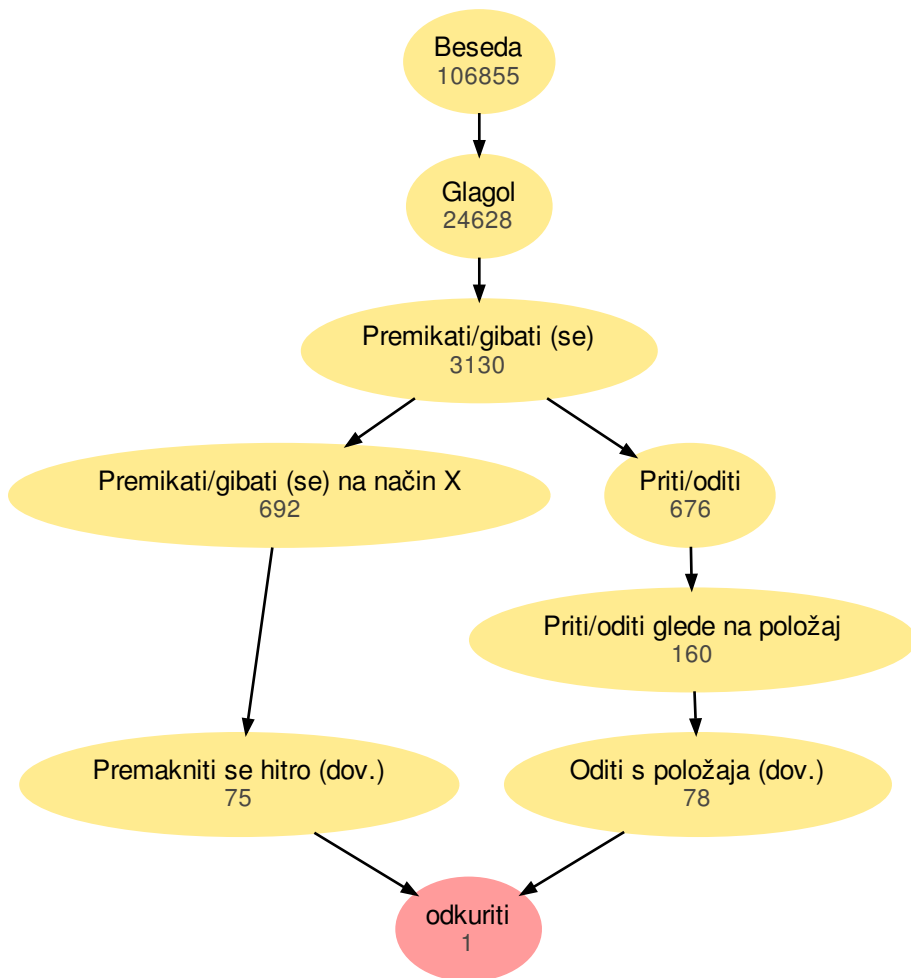 Beseda
106855
Glagol
24628
Premikati/gibati (se)
3130
Premikati/gibati (se) na način X
692
Priti/oditi
676
Priti/oditi glede na položaj
160
Premakniti se hitro (dov.)
75
Oditi s položaja (dov.)
78
odkuriti
1